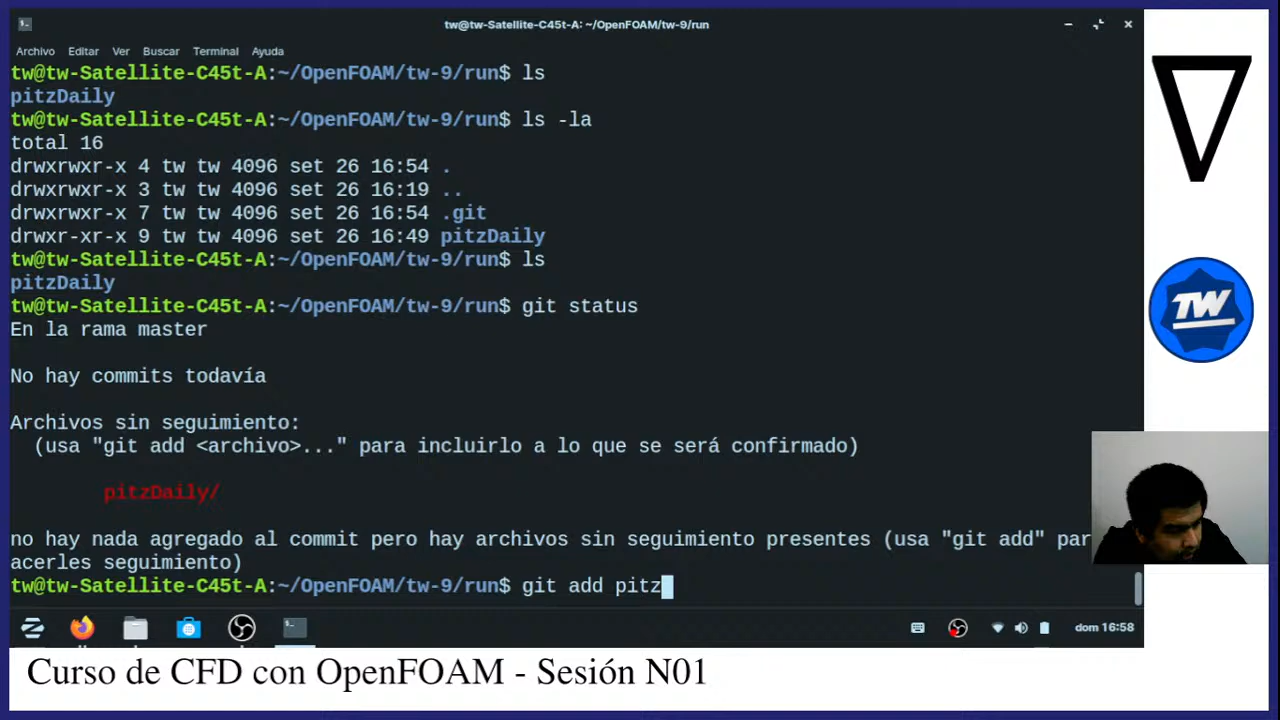 tw@tw-Satellite-C45t-A: ~/OpenFOAM/tw-9/run
Archivo Editar Ver Buscar Terminal Ayuda
tw@tw-Satellite-C45t-A:~/OpenFOAM/tw-9/run$ ls
pitzDaily
tw@tw-Satellite-C45t-A:~/OpenFOAM/tw-9/run$ ls -la
total 16
drwxrwxr-x 4 tw tw 4096 set 26 16:54 .
drwxrwxr-x 3 tw tw 4096 set 26 16:19 ..
drwxrwxr-x 7 tw tw 4096 set 26 16:54 .git
drwxr-xr-x 9 tw tw 4096 set 26 16:49 pitzDaily
tw@tw-Satellite-C45t-A:~/OpenFOAM/tw-9/run$ ls
pitzDaily
tw@tw-Satellite-C45t-A:~/OpenFOAM/tw-9/run$ git status
En la rama master
No hay commits todavía
Archivos sin seguimiento:
(usa "git add <archivo>..." para incluirlo a lo que se será confirmado)
pitzDaily/
no hay nada agregado al commit pero hay archivos sin seguimiento presentes (usa "git add" par
acerles seguimiento)
tw@tw-Satellite-C45t-A:~/OpenFOAM/tw-9/run$ git add pitz
TW
dom 16:58
Curso de CFD con OpenFOAM - Sesión N01